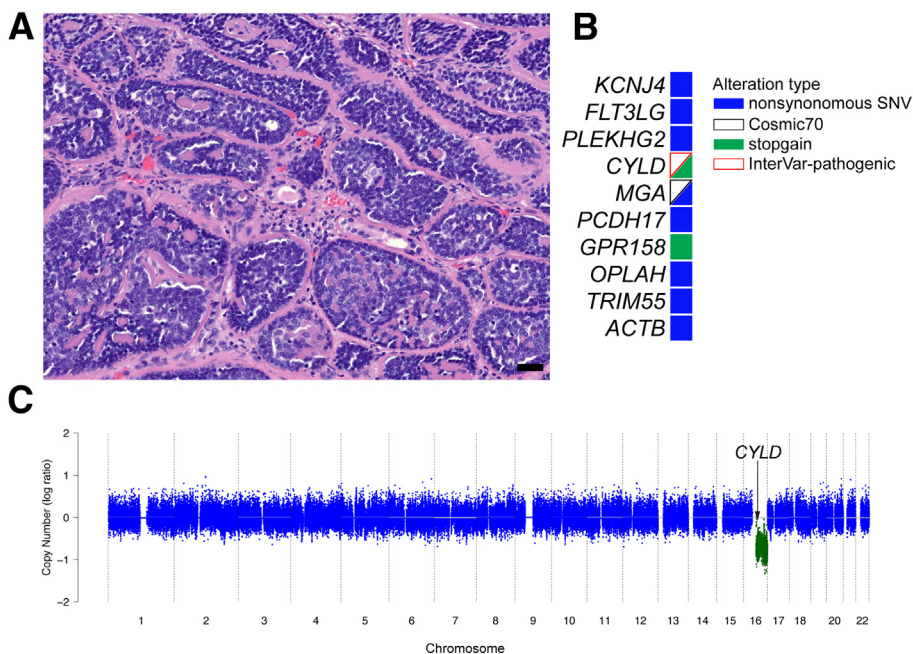 A
B
KCNJ4
FLT3LG
PLEKHG2
CYLD
MGA
PCDH17
GPR158
OPLAH
TRIM55
ACTB
Alteration type
nonsynonomous SNV
Cosmic70
stopgain
InterVar-pathogenic
C
Copy Number (log ratio)
2
1
0
−1
−2
CYLD
1 2 3 4 5 6 7 8 9 10 11 12 13 14 15 16 17 18 20 22
Chromosome